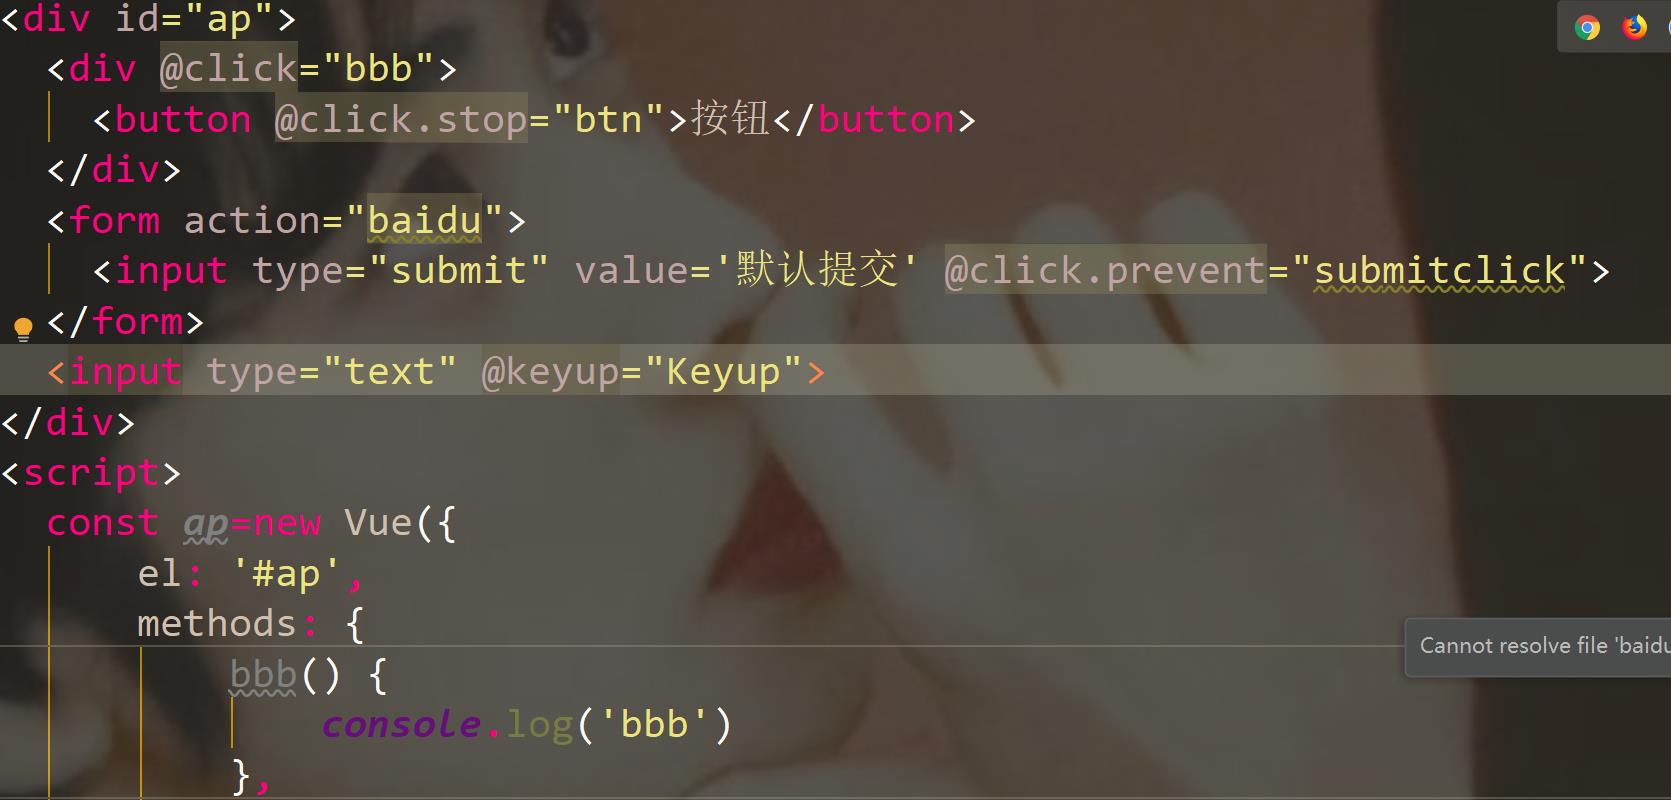 <div id="ap">
<div @click="bbb">
<button @click.stop="btn">按钮</button>
</div>
<form action="baidu">
<input type="submit" value='默认提交' @click.prevent="submitclick">
</form>
<input type="text" @keyup="Keyup">
</div>
<script>
const ap=new Vue({
el: '#ap',
methods: {
Cannot resolve file 'baidu
bbb() {
console.log('bbb')
},